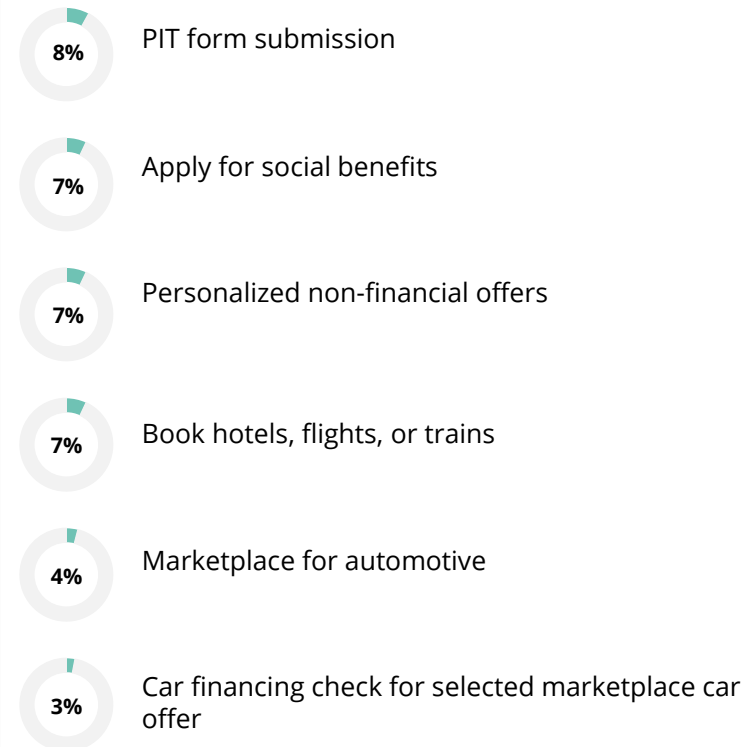 8%
PIT form submission
7%
Apply for social benefits
7%
Personalized non-financial offers
7%
Book hotels, flights, or trains
4%
Marketplace for automotive
3%
Car financing check for selected marketplace car
offer